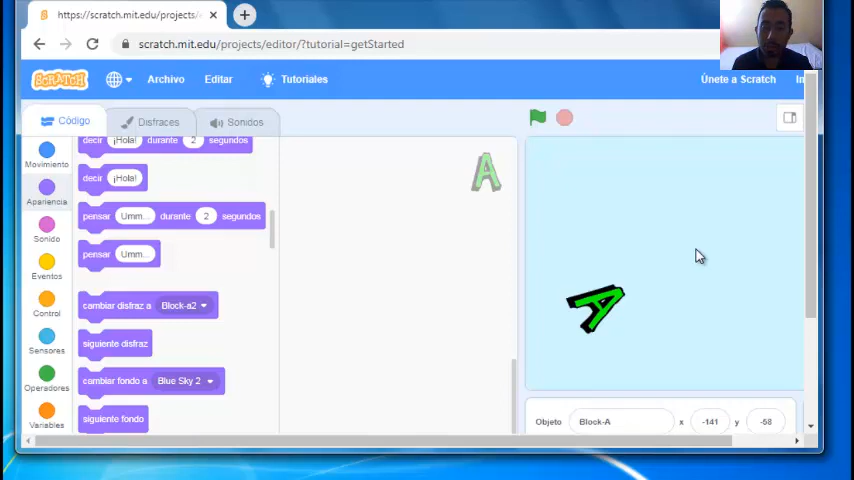 https://scratch.mit.edu/projects/
scratch.mit.edu/projects/editor/?tutorial=getStarted
SCRATCH Archivo Editar Tutoriales Únete a Scratch
Código Disfraces Sonidos
decir ¡Hola! durante 2 segundos
Movimiento
decir ¡Hola!
A
Apariencia
pensar Umm... durante 2 segundos
Sonido
pensar Umm...
Eventos
cambiar disfraz a Block-a2
A
Control
siguiente disfraz
Sensores
cambiar fondo a Blue Sky 2
Operadores
siguiente fondo
Variables
Objeto Block-A x -141 y -58